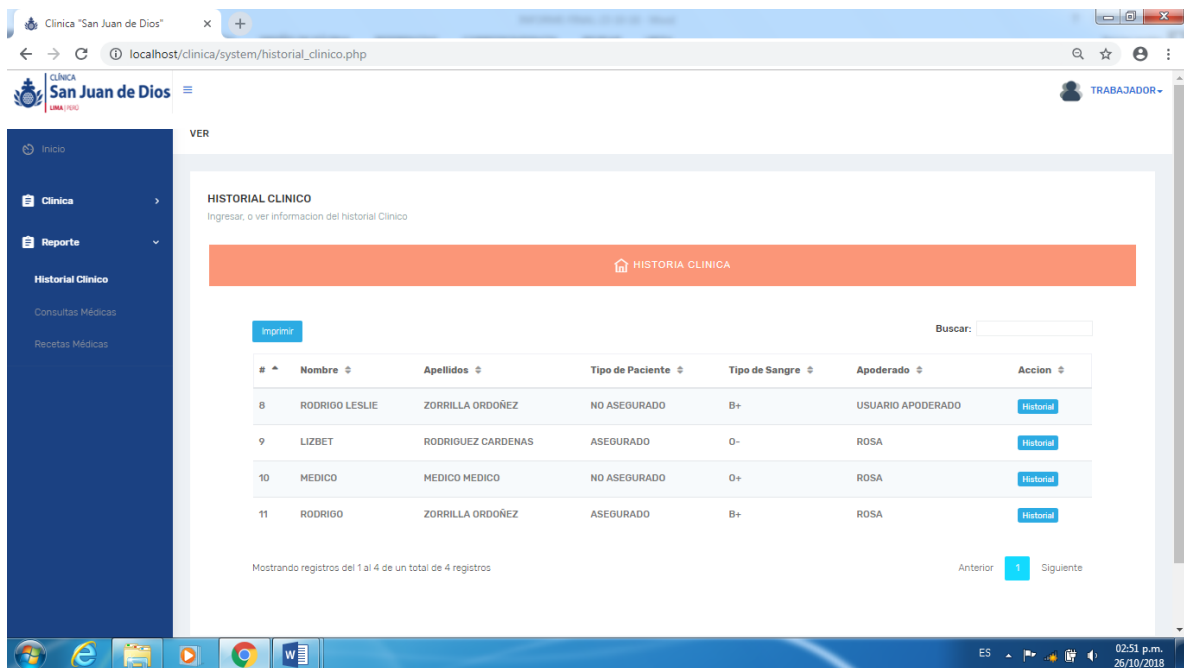 Clinica "San Juan de Dios"
localhost/clinica/system/historial_clinico.php
CLÍNICA
San Juan de Dios
LIMA | PERÚ
TRABAJADOR
VER
Inicio
Clinica
Reporte
Historial Clinico
Consultas Médicas
Recetas Médicas
HISTORIAL CLINICO
Ingresar, o ver informacion del historial Clinico
HISTORIA CLINICA
Imprimir
Buscar:
# Nombre Apellidos Tipo de Paciente Tipo de Sangre Apoderado Accion
8 RODRIGO LESLIE ZORRILLA ORDOÑEZ NO ASEGURADO B+ USUARIO APODERADO Historial
9 LIZBET RODRIGUEZ CARDENAS ASEGURADO O- ROSA Historial
10 MEDICO MEDICO MEDICO NO ASEGURADO O+ ROSA Historial
11 RODRIGO ZORRILLA ORDOÑEZ ASEGURADO B+ ROSA Historial
Mostrando registros del 1 al 4 de un total de 4 registros
Anterior 1 Siguiente
ES
02:51 p.m.
26/10/2018